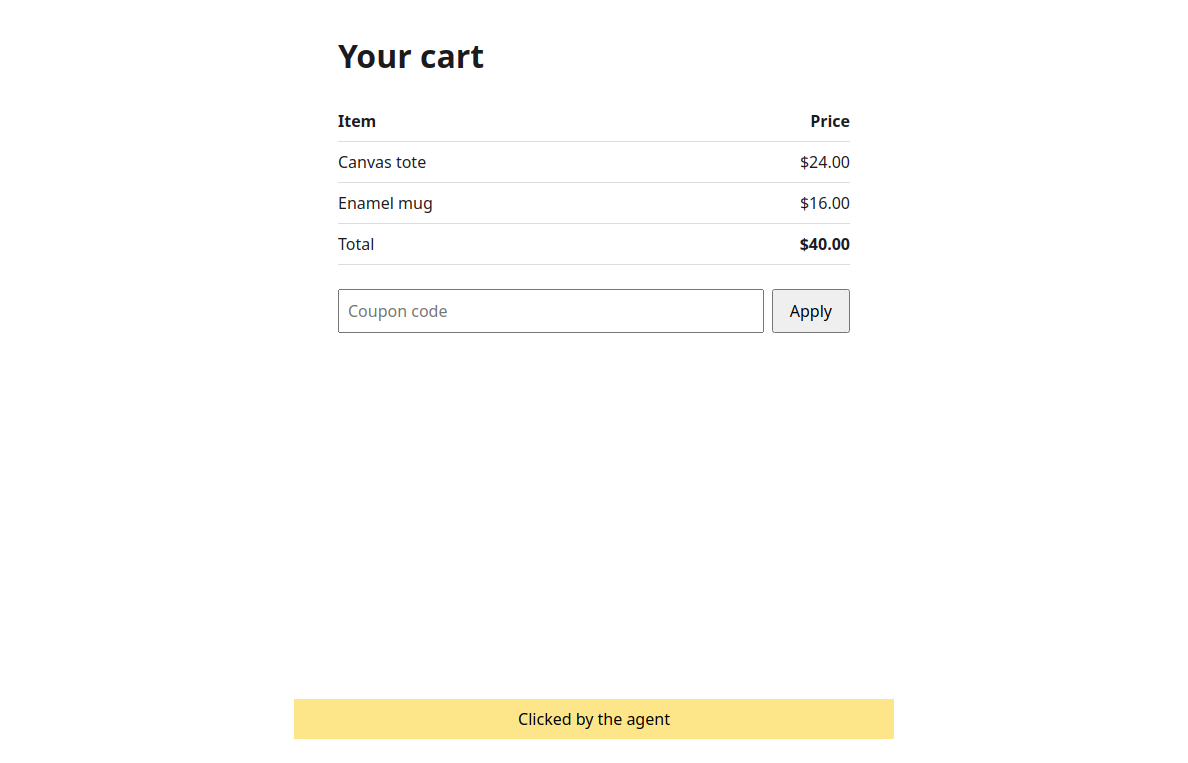 Your cart
Item Price
Canvas tote $24.00
Enamel mug $16.00
Total $40.00
Coupon code Apply
Clicked by the agent